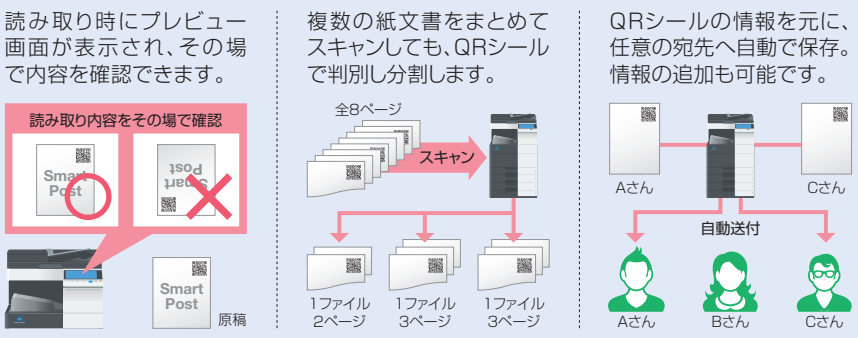 読み取り時にプレビュー
画面が表示され、その場
で内容を確認できます。
読み取り内容をその場で確認
Smart
Post
Smart
Post
Smart
Post
原稿
複数の紙文書をまとめて
スキャンしても、QRシール
で判別し分割します。
全8ページ
スキャン
1ファイル
2ページ
1ファイル
3ページ
1ファイル
3ページ
QRシールの情報を元に、
任意の宛先へ自動で保存。
情報の追加も可能です。
Aさん
Cさん
自動送付
Aさん
Bさん
Cさん